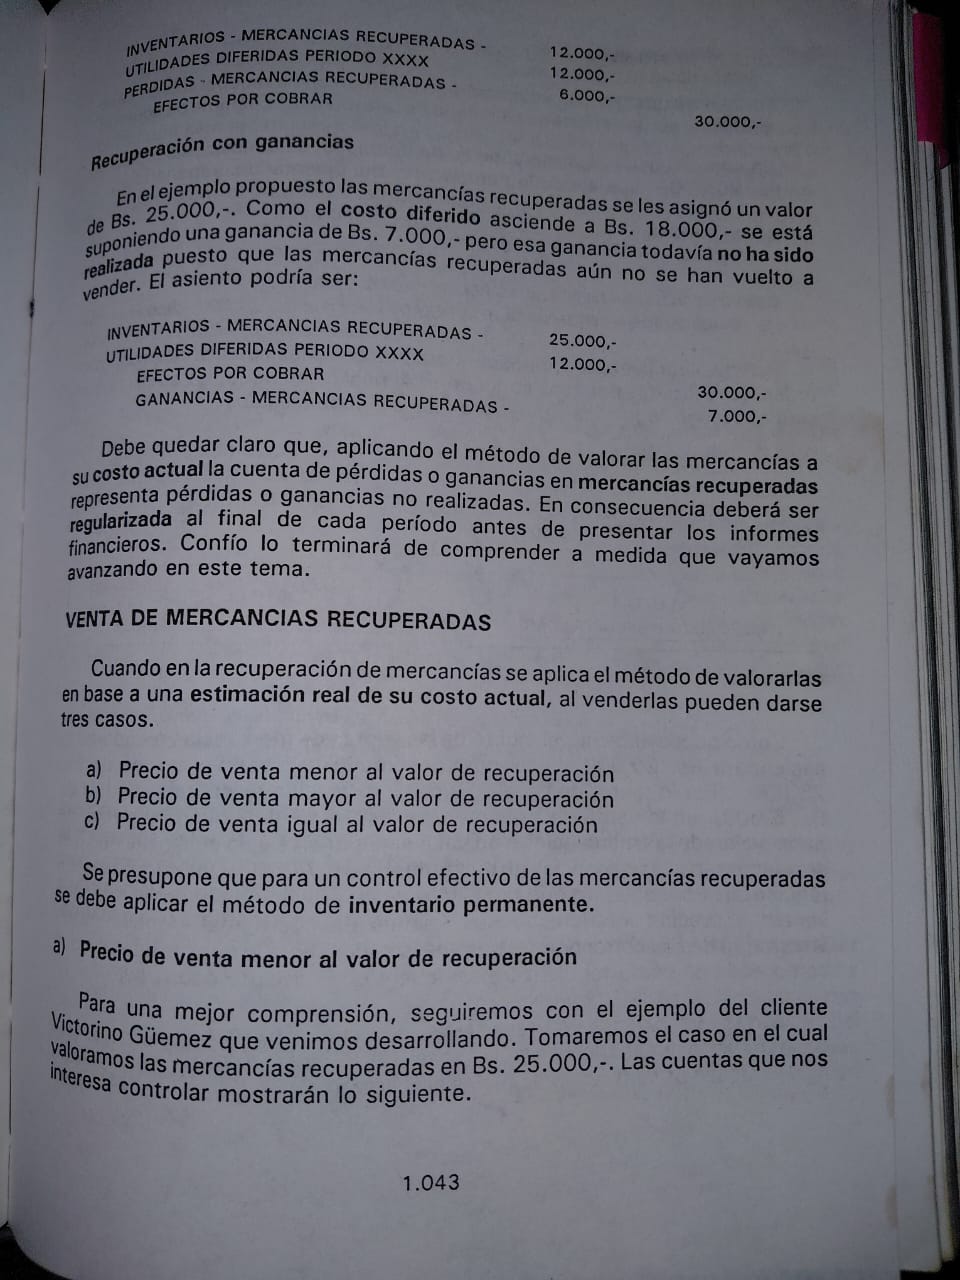 INVENTARIOS - MERCANCIAS RECUPERADAS - 12.000,-
UTILIDADES DIFERIDAS PERIODO XXXX 12.000,-
PERDIDAS - MERCANCIAS RECUPERADAS - 6.000,-
EFECTOS POR COBRAR 30.000,-
Recuperación con ganancias
En el ejemplo propuesto las mercancías recuperadas se les asignó un valor
de Bs. 25.000,-. Como el costo diferido asciende a Bs. 18.000,- se está
suponiendo una ganancia de Bs. 7.000,- pero esa ganancia todavía no ha sido
realizada puesto que las mercancías recuperadas aún no se han vuelto a
vender. El asiento podría ser:
INVENTARIOS - MERCANCIAS RECUPERADAS - 25.000,-
UTILIDADES DIFERIDAS PERIODO XXXX 12.000,-
EFECTOS POR COBRAR 30.000,-
GANANCIAS - MERCANCIAS RECUPERADAS - 7.000,-
Debe quedar claro que, aplicando el método de valorar las mercancías a
su costo actual la cuenta de pérdidas o ganancias en mercancías recuperadas
representa pérdidas o ganancias no realizadas. En consecuencia deberá ser
regularizada al final de cada período antes de presentar los informes
financieros. Confío lo terminará de comprender a medida que vayamos
avanzando en este tema.
VENTA DE MERCANCIAS RECUPERADAS
Cuando en la recuperación de mercancías se aplica el método de valorarlas
en base a una estimación real de su costo actual, al venderlas pueden darse
tres casos.
a) Precio de venta menor al valor de recuperación
b) Precio de venta mayor al valor de recuperación
c) Precio de venta igual al valor de recuperación
Se presupone que para un control efectivo de las mercancías recuperadas
se debe aplicar el método de inventario permanente.
a) Precio de venta menor al valor de recuperación
Para una mejor comprensión, seguiremos con el ejemplo del cliente
Victorino Güemez que venimos desarrollando. Tomaremos el caso en el cual
valoramos las mercancías recuperadas en Bs. 25.000,-. Las cuentas que nos
interesa controlar mostrarán lo siguiente.
1.043